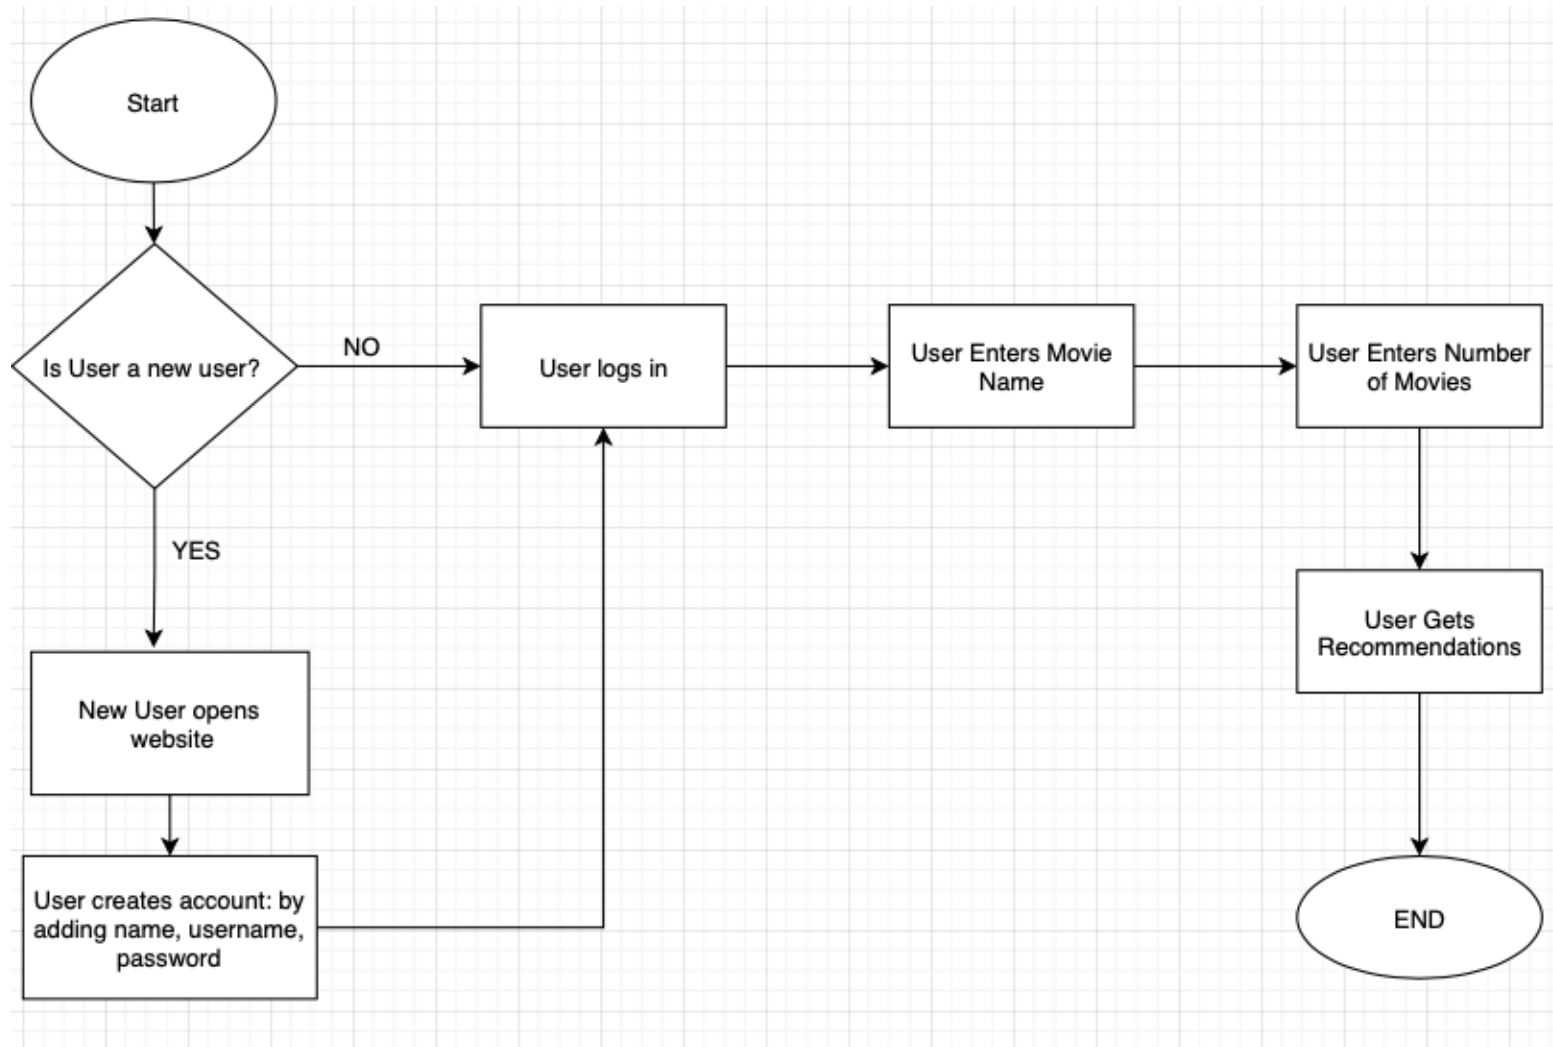 Start
Is User a new user?
NO
User logs in
User Enters Movie
Name
User Enters Number
of Movies
YES
New User opens
website
User creates account: by
adding name, username,
password
User Gets
Recommendations
END